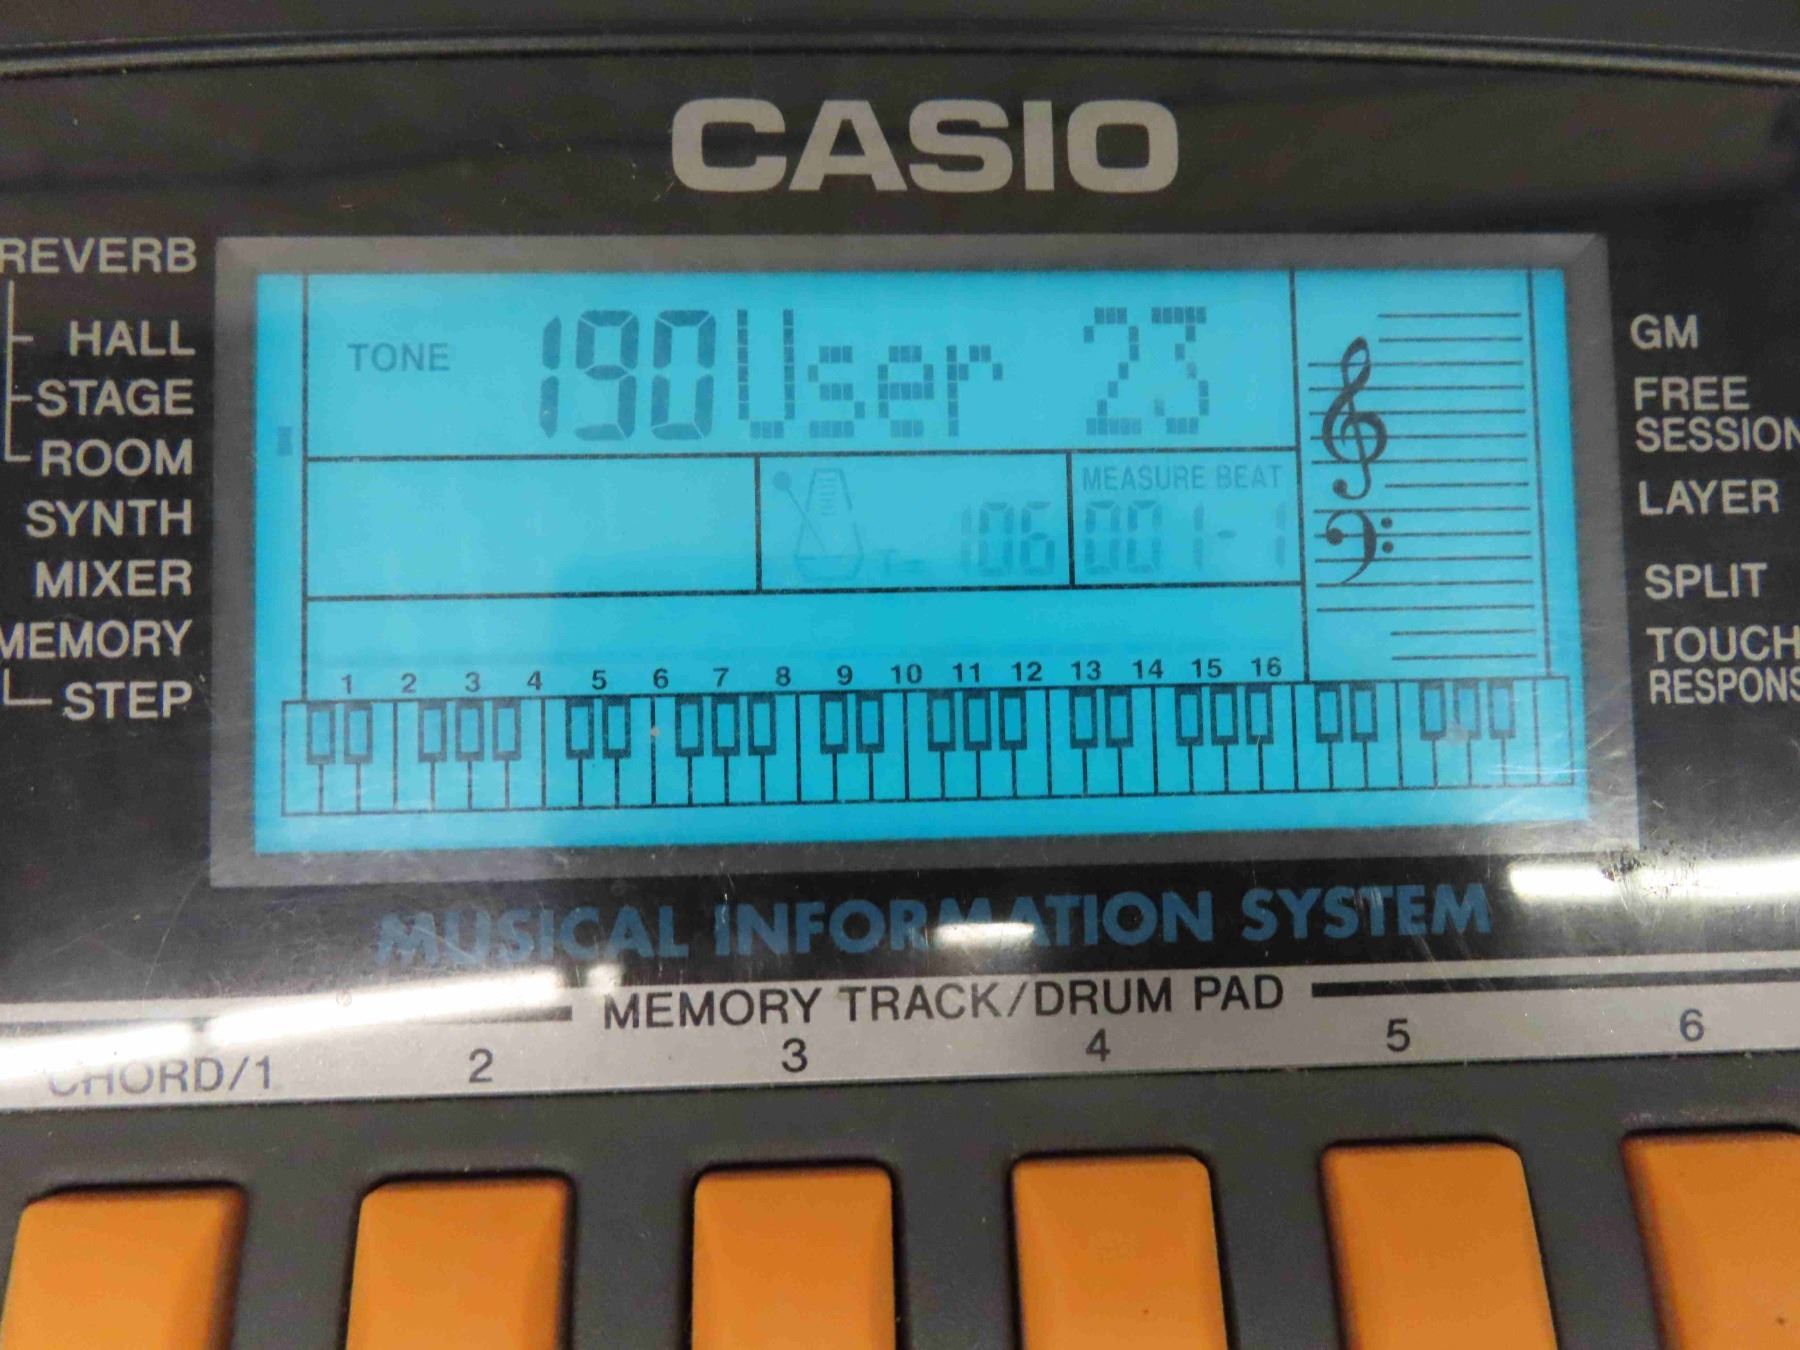 CASIO
REVERB
HALL
STAGE
ROOM
SYNTH
MIXER
MEMORY
STEP
TONE 190 User 23
MEASURE BEAT
T= 106 001-1
1 2 3 4 5 6 7 8 9 10 11 12 13 14 15 16
GM
FREE
SESSION
LAYER
SPLIT
TOUCH
RESPONS
MUSICAL INFORMATION SYSTEM
MEMORY TRACK/DRUM PAD
CHORD/1 2 3 4 5 6